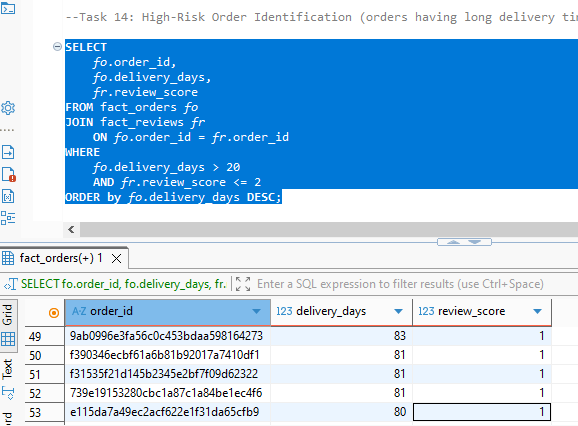 --Task 14: High-Risk Order Identification (orders having long delivery tim
SELECT
fo.order_id,
fo.delivery_days,
fr.review_score
FROM fact_orders fo
JOIN fact_reviews fr
ON fo.order_id = fr.order_id
WHERE
fo.delivery_days > 20
AND fr.review_score <= 2
ORDER by fo.delivery_days DESC;
fact_orders(+) 1
SELECT fo.order_id, fo.delivery_days, fr. Enter a SQL expression to filter results (use Ctrl+Space)
Grid
Text
A-Z order_id 123 delivery_days 123 review_score
49 9ab0996e3fa56c0c453bdaa598164273 83 1
50 f390346ecbf61a6b81b92017a7410df1 81 1
51 f31535f21d145b2345e2bf7f09d62322 81 1
52 739e19153280cbc1a87c1a84be1ec4f6 81 1
53 e115da7a49ec2acf622e1f31da65cfb9 80 1